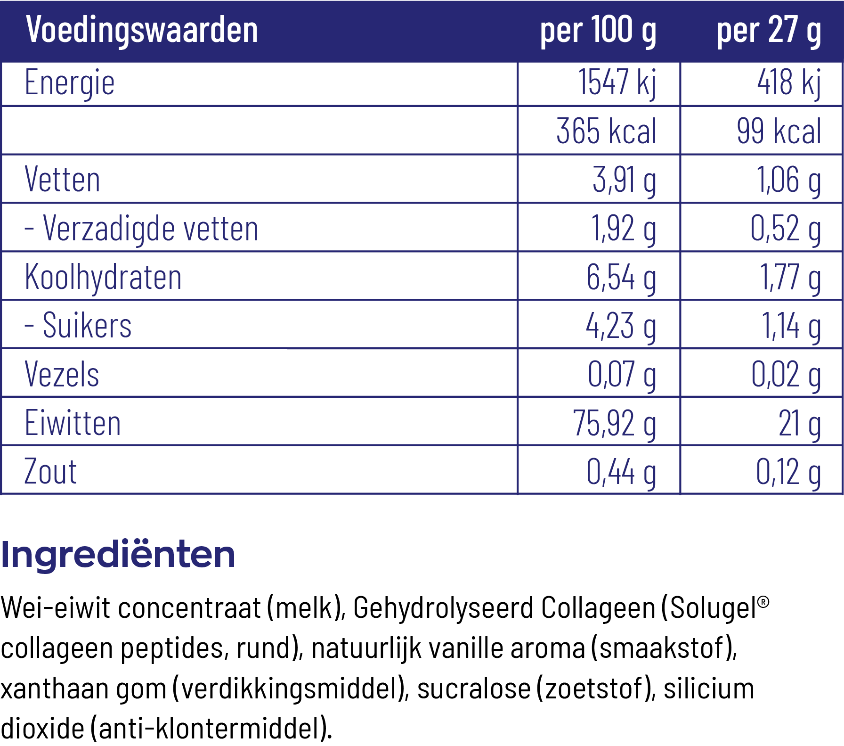 Voedingswaarden per 100 g per 27 g
Energie 1547 kj 418 kj
365 kcal 99 kcal
Vetten 3,91 g 1,06 g
- Verzadigde vetten 1,92 g 0,52 g
Koolhydraten 6,54 g 1,77 g
- Suikers 4,23 g 1,14 g
Vezels 0,07 g 0,02 g
Eiwitten 75,92 g 21 g
Zout 0,44 g 0,12 g
Ingrediënten
Wei-eiwit concentraat (melk), Gehydrolyseerd Collageen (Solugel®
collageen peptides, rund), natuurlijk vanille aroma (smaakstof),
xanthaan gom (verdikkingsmiddel), sucralose (zoetstof), silicium
dioxide (anti-klontermiddel).